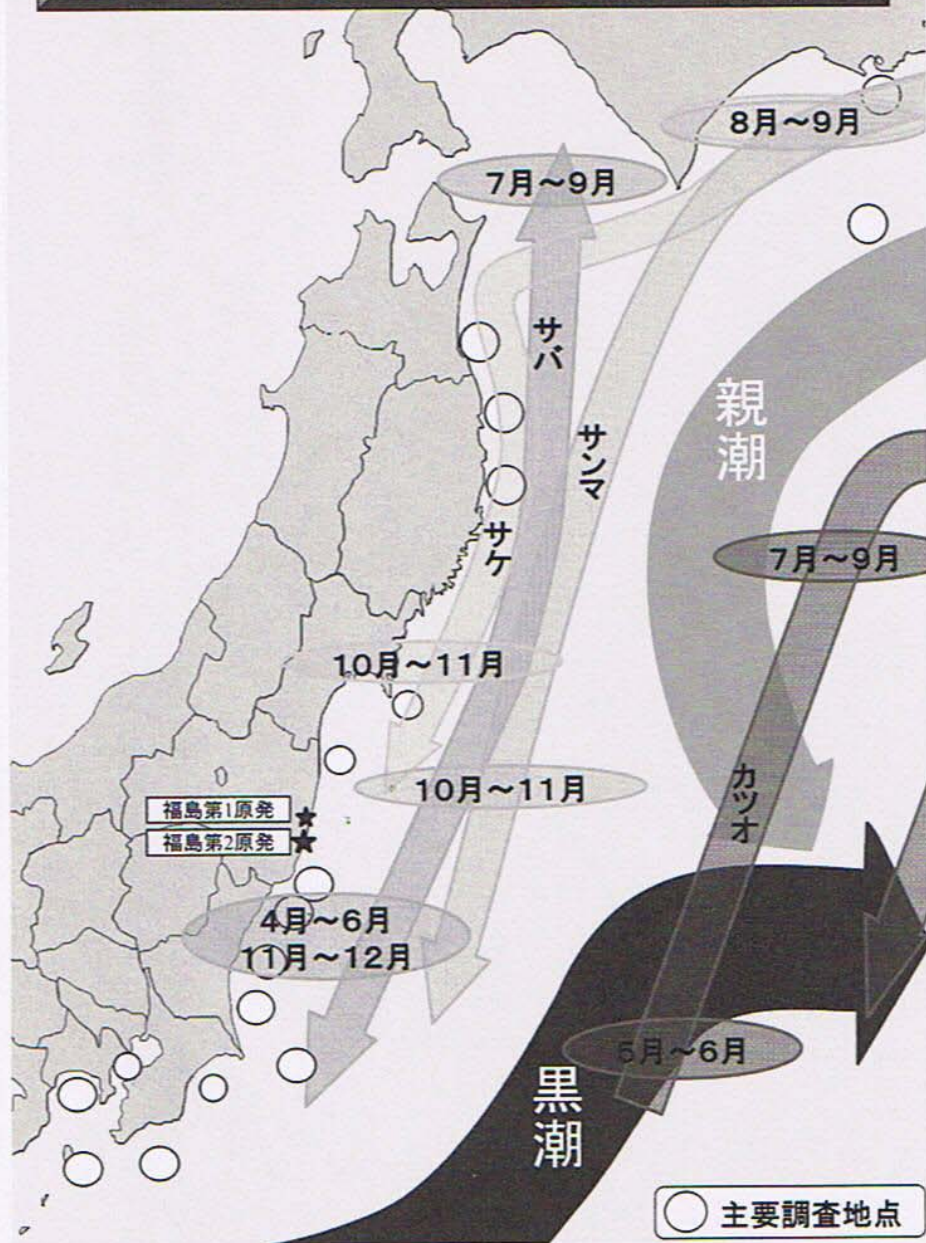 8月～9月
7月～9月
サバ
親潮
サンマ
サケ
7月～9月
10月～11月
10月～11月
カツオ
福島第1原発
福島第2原発
4月～6月
11月～12月
5月～6月
黒潮
主要調査地点